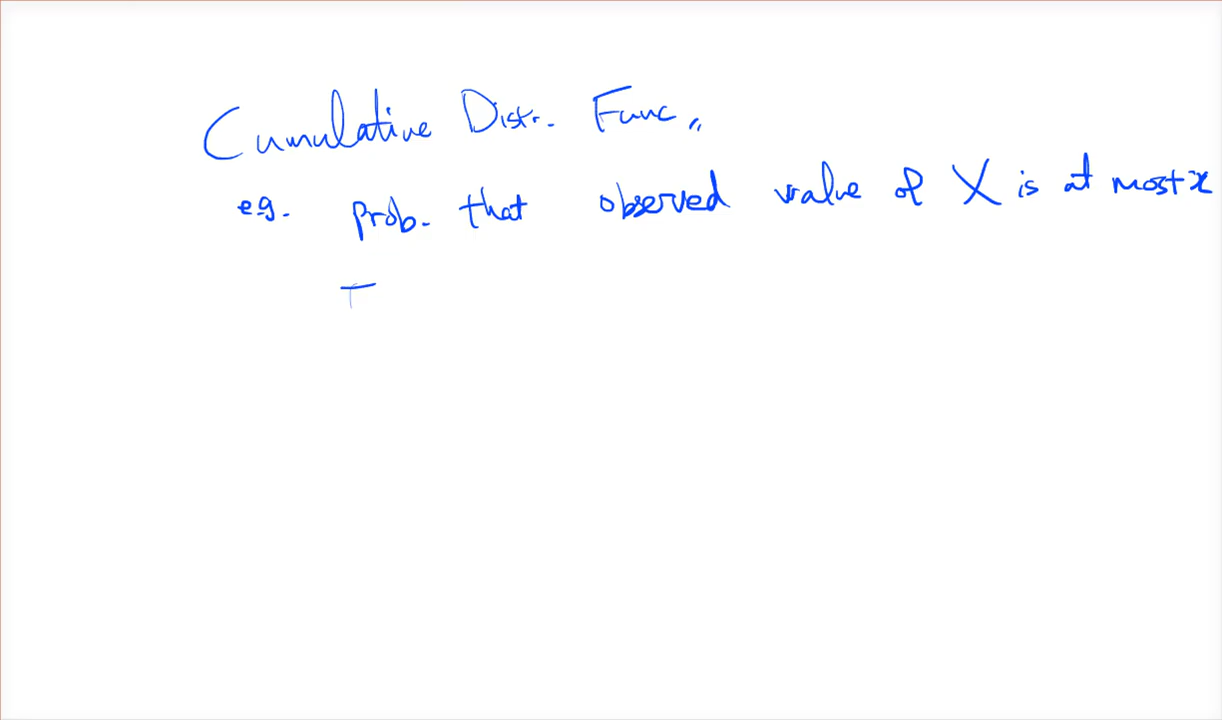 Cumulative Distr. Func.,
e.g. prob. that observed value of X is at most x